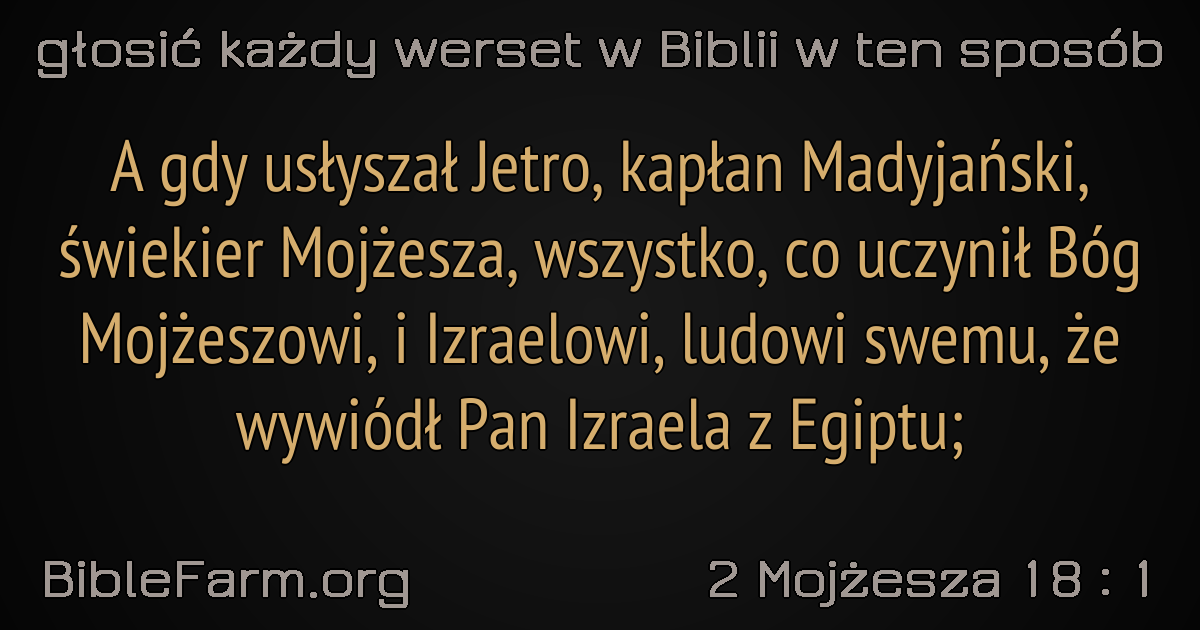 głosić każdy werset w Biblii w ten sposób
A gdy usłyszał Jetro, kapłan Madyjański,
świekier Mojżesza, wszystko, co uczynił Bóg
Mojżeszowi, i Izraelowi, ludowi swemu, że
wywiódł Pan Izraela z Egiptu;
BibleFarm.org
2 Mojżesza 18 : 1